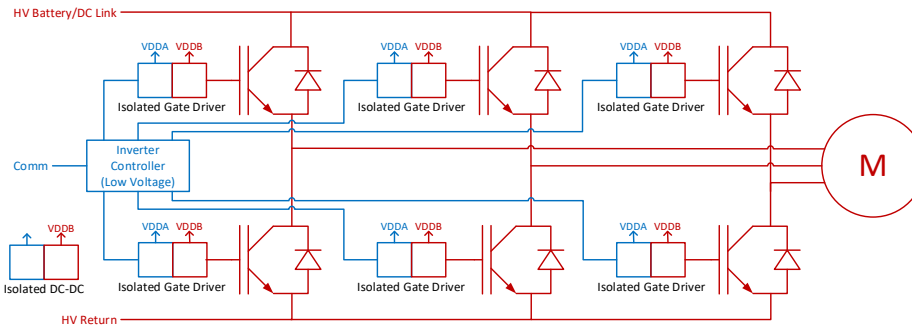 HV Battery/DC Link
VDDA VDDB
Isolated Gate Driver
VDDA VDDB
Isolated Gate Driver
VDDA VDDB
Isolated Gate Driver
Comm
Inverter
Controller
(Low Voltage)
M
VDDB
Isolated DC-DC
VDDA VDDB
Isolated Gate Driver
VDDA VDDB
Isolated Gate Driver
VDDA VDDB
Isolated Gate Driver
HV Return